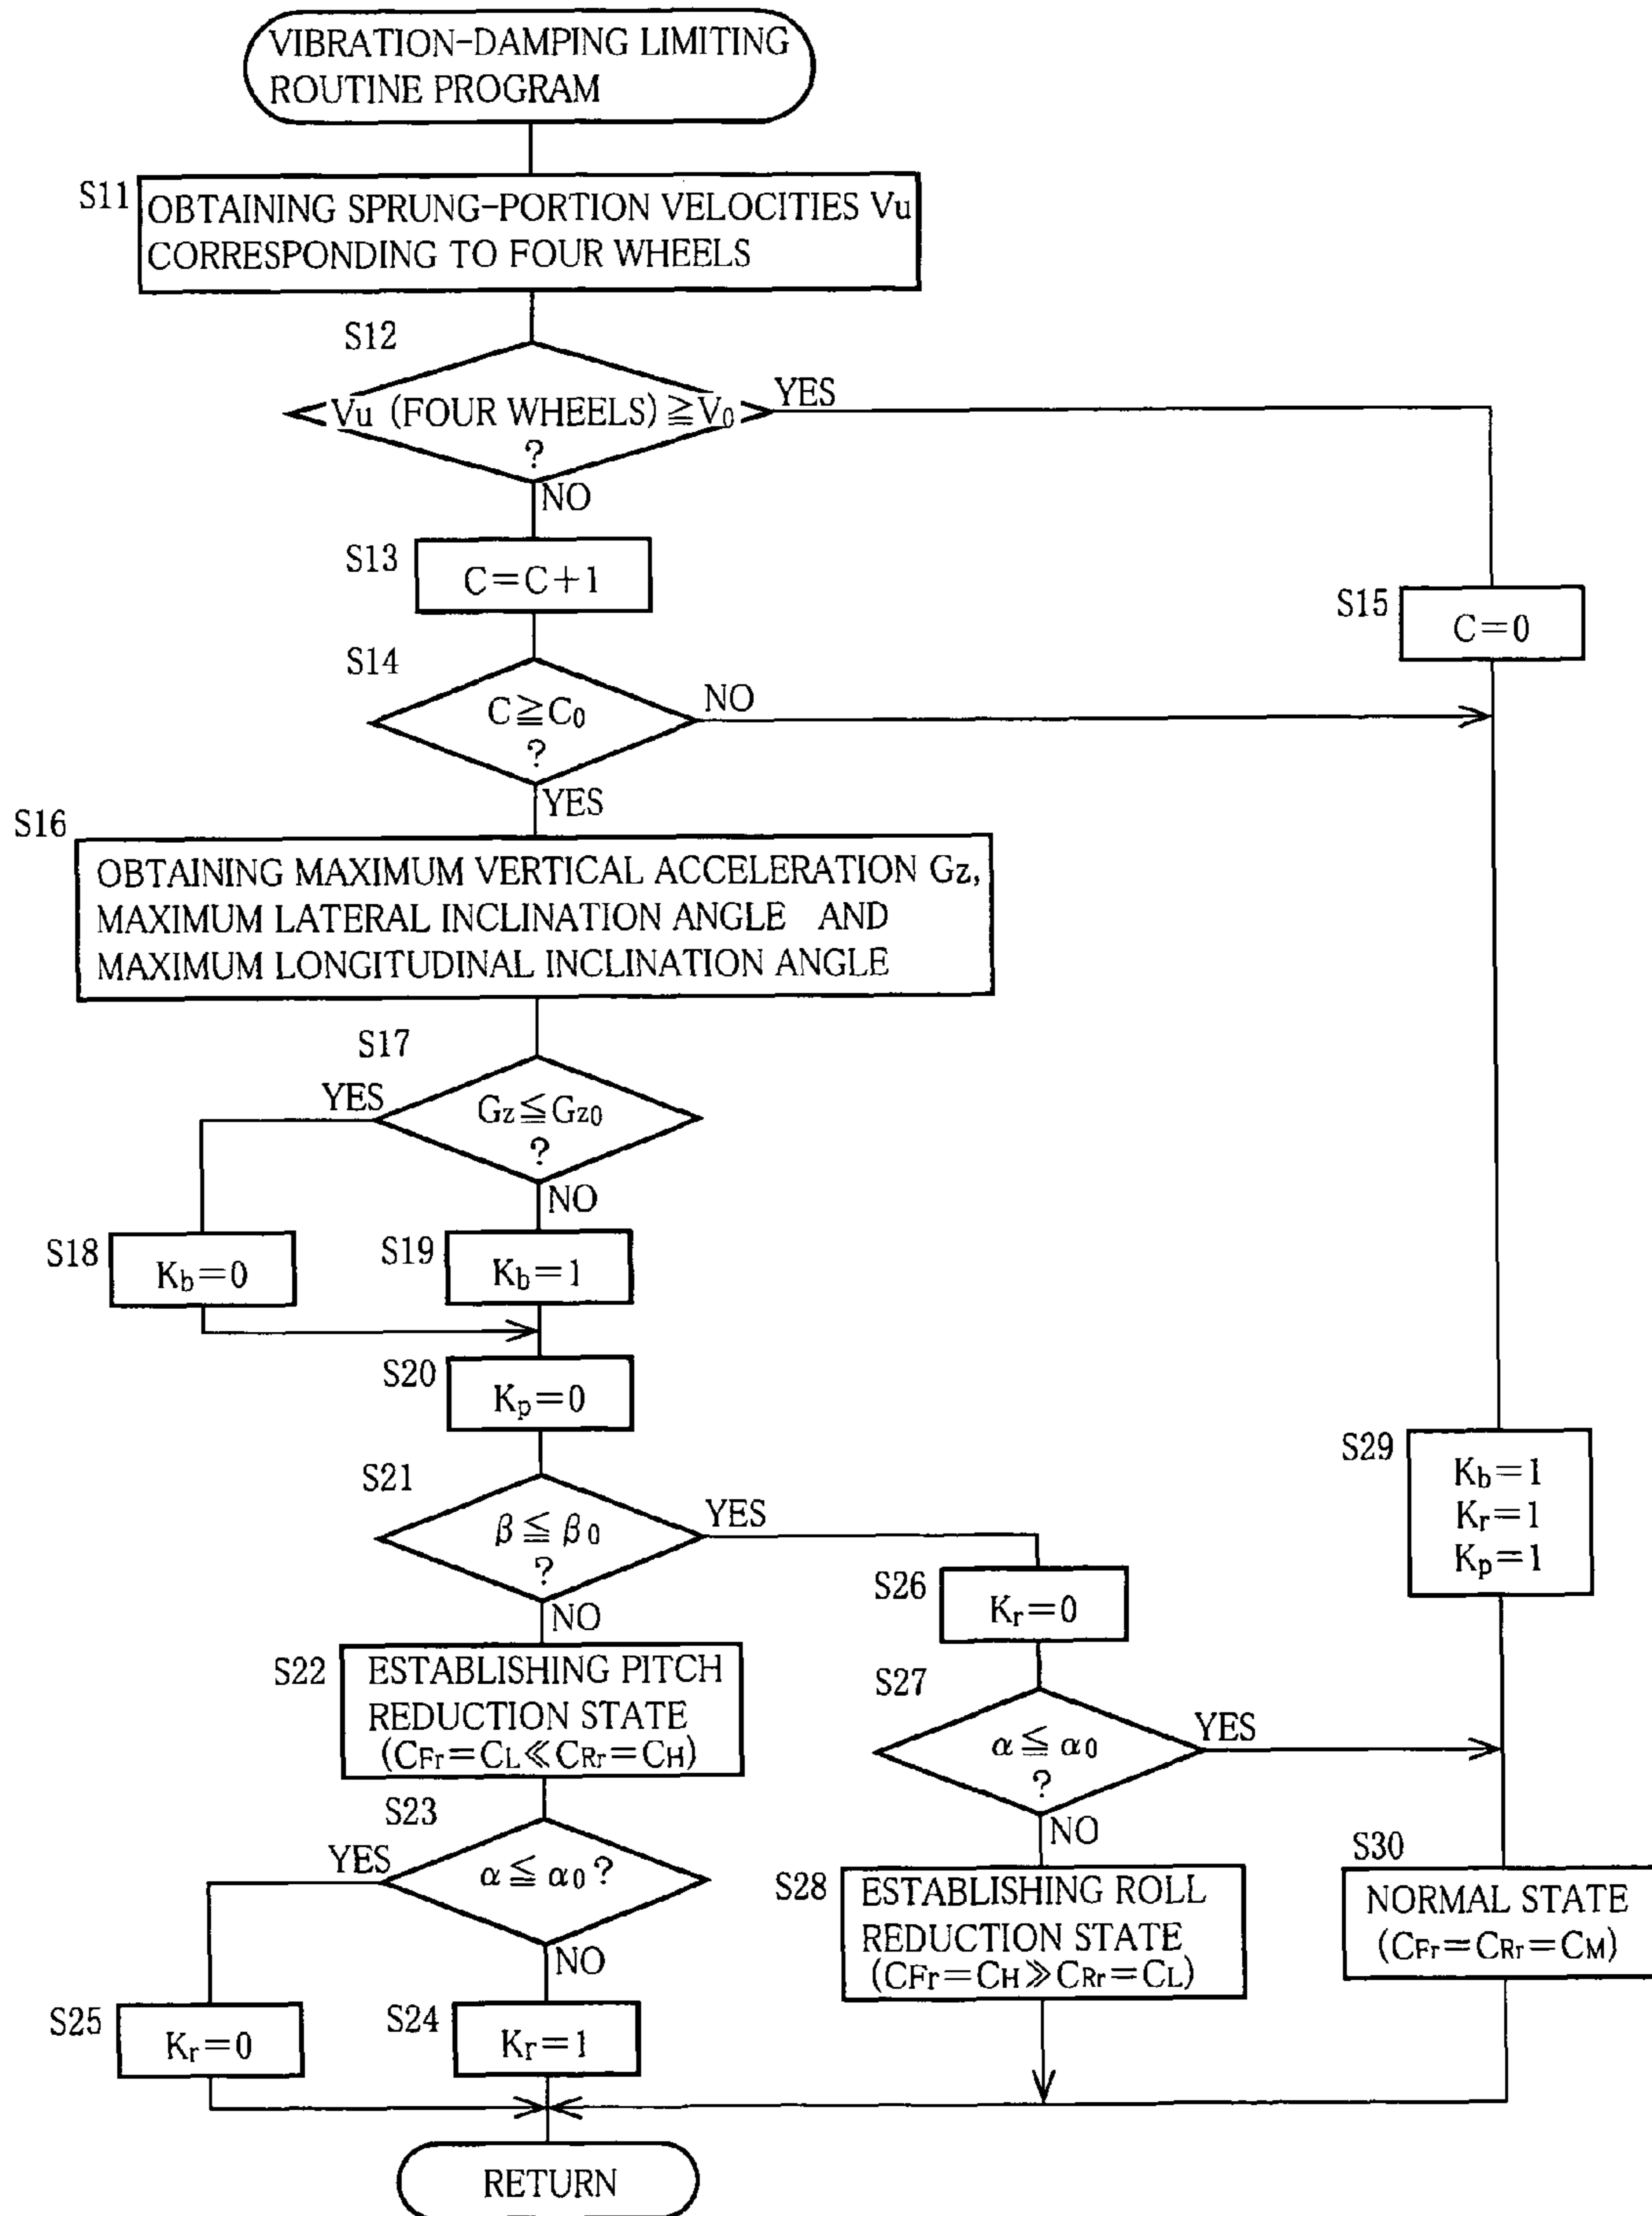 VIBRATION-DAMPING LIMITING
ROUTINE PROGRAM
S11
OBTAINING SPRUNG-PORTION VELOCITIES Vu
CORRESPONDING TO FOUR WHEELS
S12
Vu (FOUR WHEELS) ≧ V0
?
YES
NO
S13
C=C+1
S15
C=0
S14
C≧C0
?
NO
YES
S16
OBTAINING MAXIMUM VERTICAL ACCELERATION Gz,
MAXIMUM LATERAL INCLINATION ANGLE AND
MAXIMUM LONGITUDINAL INCLINATION ANGLE
S17
YES
Gz≦Gz0
?
NO
S18
Kb=0
S19
Kb=1
S20
Kp=0
S21
β≦β0
?
YES
NO
S29
Kb=1
Kr=1
Kp=1
S26
Kr=0
S22
ESTABLISHING PITCH
REDUCTION STATE
(CFr=CL≪CRr=CH)
S27
α≦α0
?
YES
NO
S23
YES
α≦α0?
NO
S28
ESTABLISHING ROLL
REDUCTION STATE
(CFr=CH≫CRr=CL)
S30
NORMAL STATE
(CFr=CRr=CM)
S25
Kr=0
S24
Kr=1
RETURN